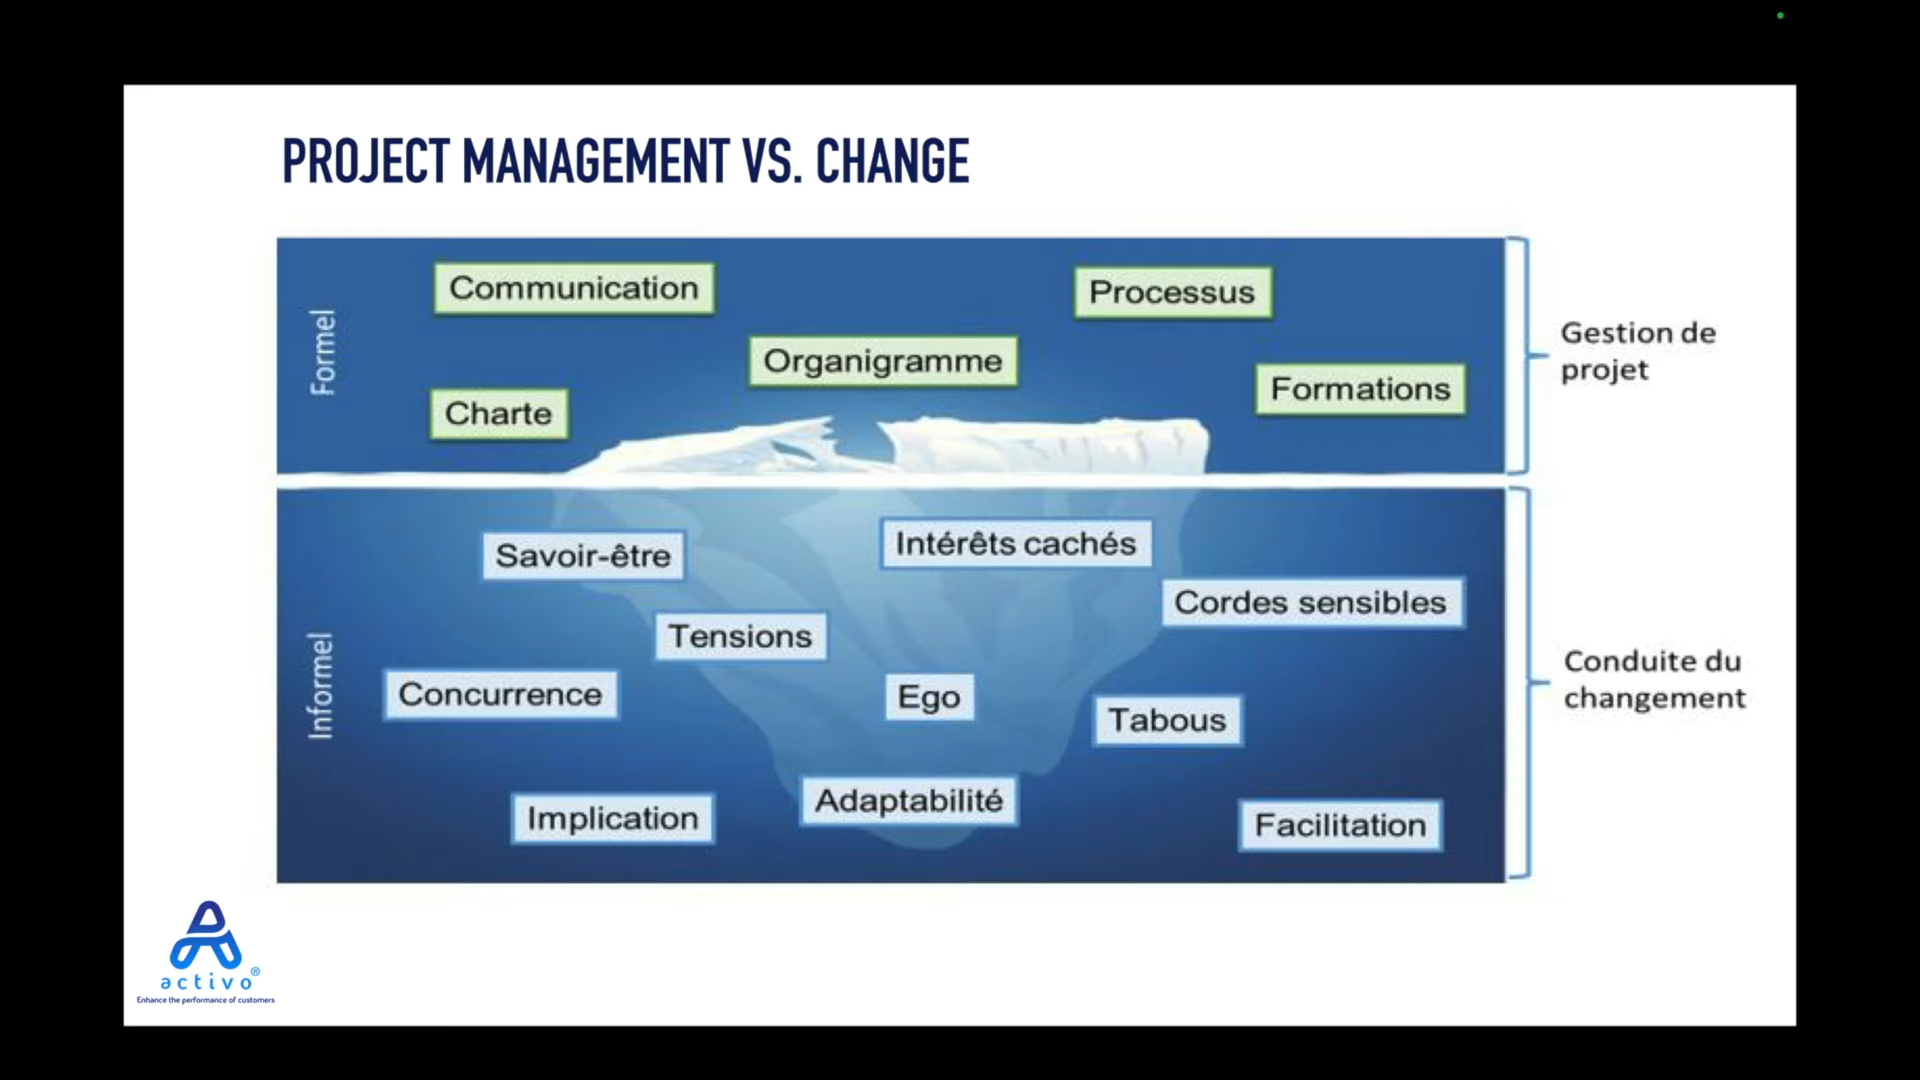 PROJECT MANAGEMENT VS. CHANGE
Formel
Communication
Processus
Organigramme
Formations
Charte
Gestion de
projet
Informel
Savoir-être
Intérêts cachés
Cordes sensibles
Tensions
Concurrence
Ego
Tabous
Adaptabilité
Implication
Facilitation
Conduite du
changement
activo®
Enhance the performance of customers